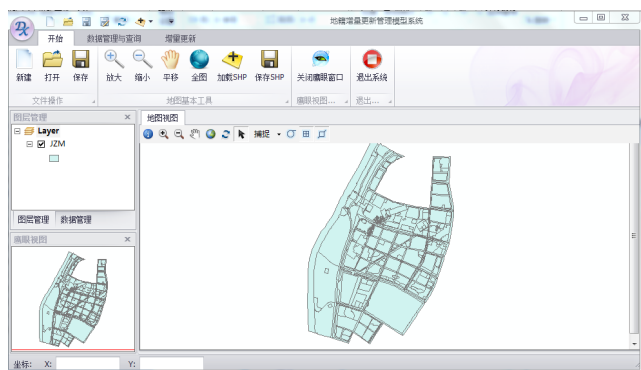 地籍增量更新管理模型系统
开始 数据管理与查询 增量更新
新建 打开 保存 放大 缩小 平移 全图 加载SHP 保存SHP 关闭鹰眼窗口 退出系统
文件操作 地图基本工具 鹰眼视图... 退出...
图层管理 地图视图
捕捉
Layer
JZM
图层管理 数据管理
鹰眼视图
坐标: X: Y: